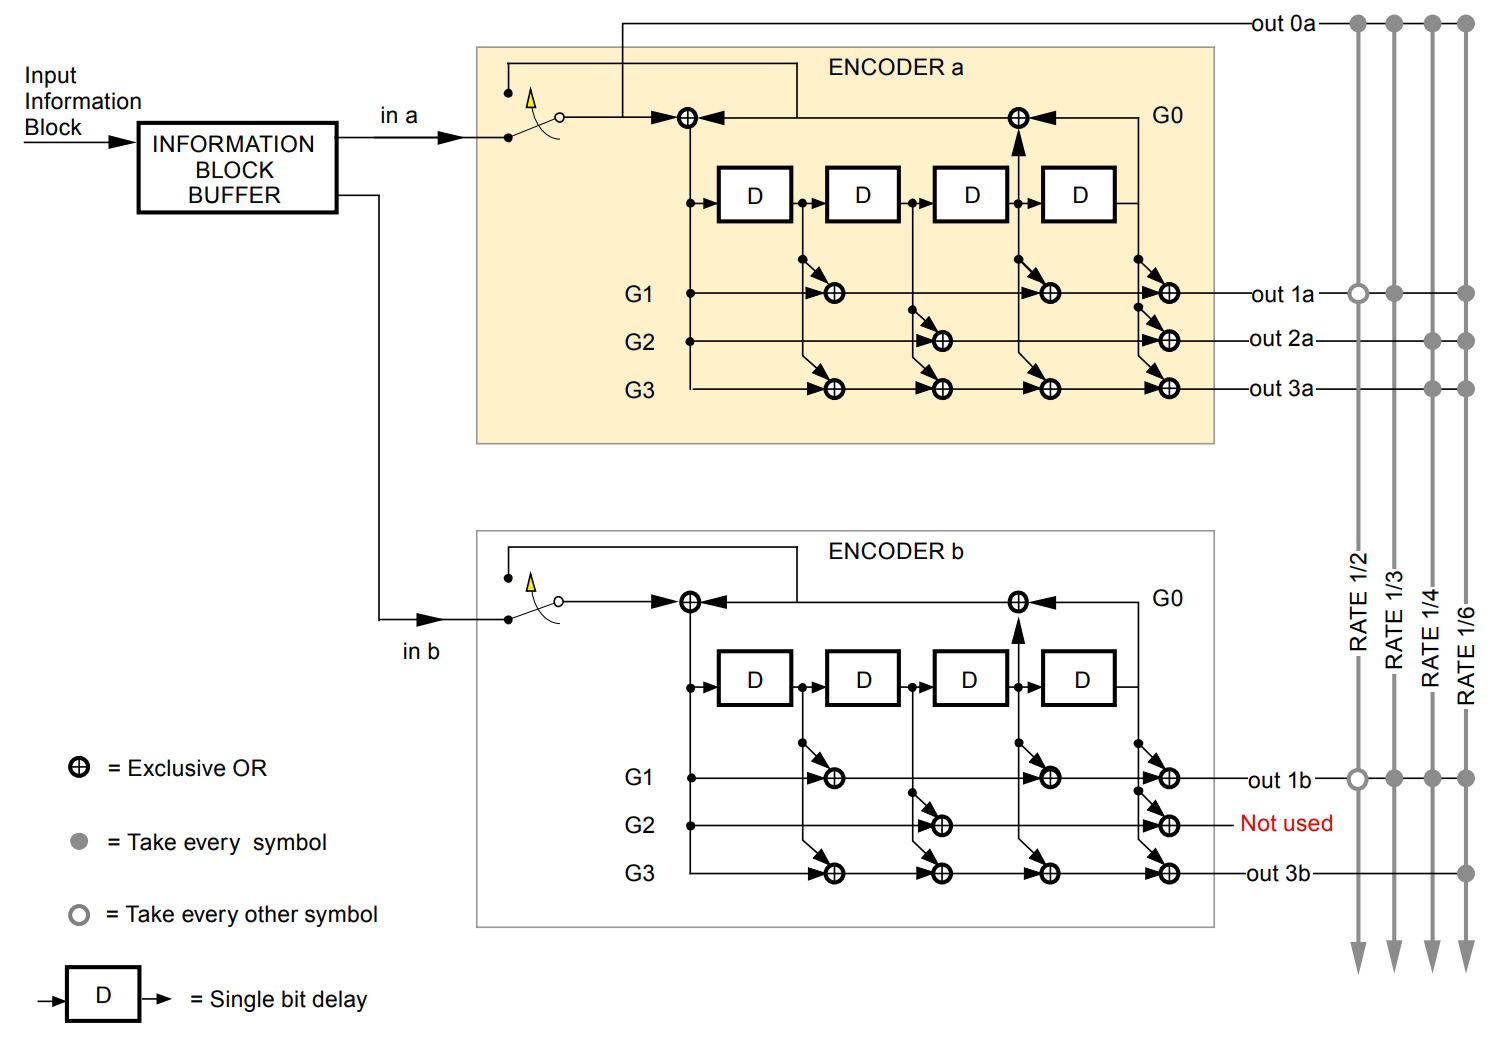 out 0a
ENCODER a
Input
Information
Block
in a
G0
INFORMATION
BLOCK
BUFFER
D
D
D
D
G1
out 1a
G2
out 2a
G3
out 3a
ENCODER b
G0
in b
D
D
D
D
RATE 1/2
RATE 1/3
RATE 1/4
RATE 1/6
G1
out 1b
G2
Not used
G3
out 3b
= Exclusive OR
= Take every symbol
= Take every other symbol
D
= Single bit delay